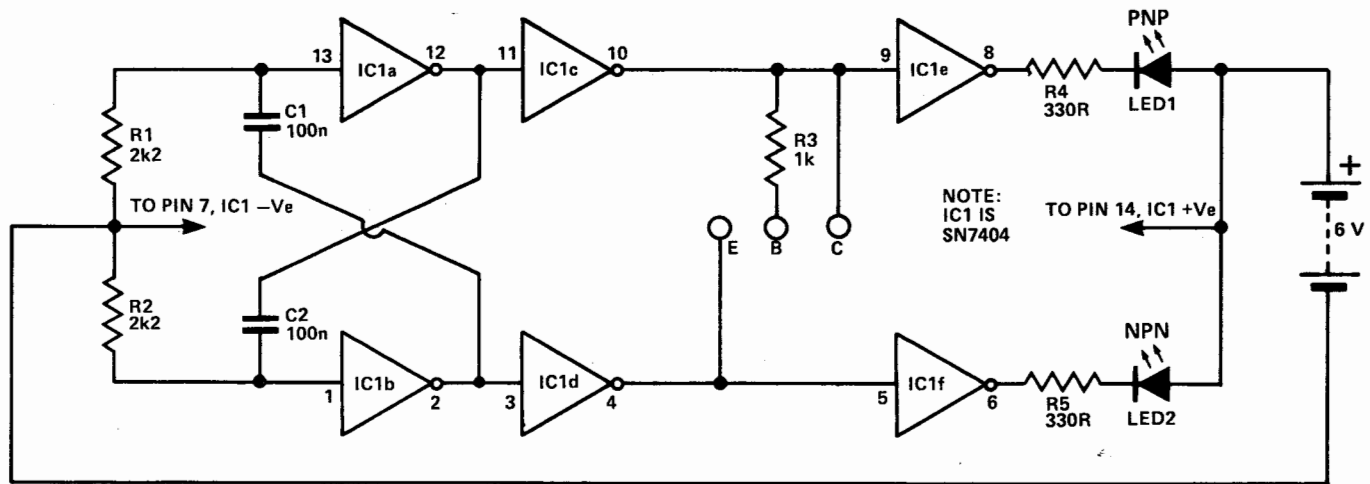 PNP
13
12
11
10
9
8
IC1a
IC1c
IC1e
R4
330R
LED1
C1
100n
R1
2k2
R3
1k
+
TO PIN 7, IC1 –Ve
NOTE:
IC1 IS
SN7404
TO PIN 14, IC1 +Ve
6 V
E
B
C
R2
2k2
C2
100n
NPN
IC1b
IC1d
IC1f
1
2
3
4
5
6
R5
330R
LED2